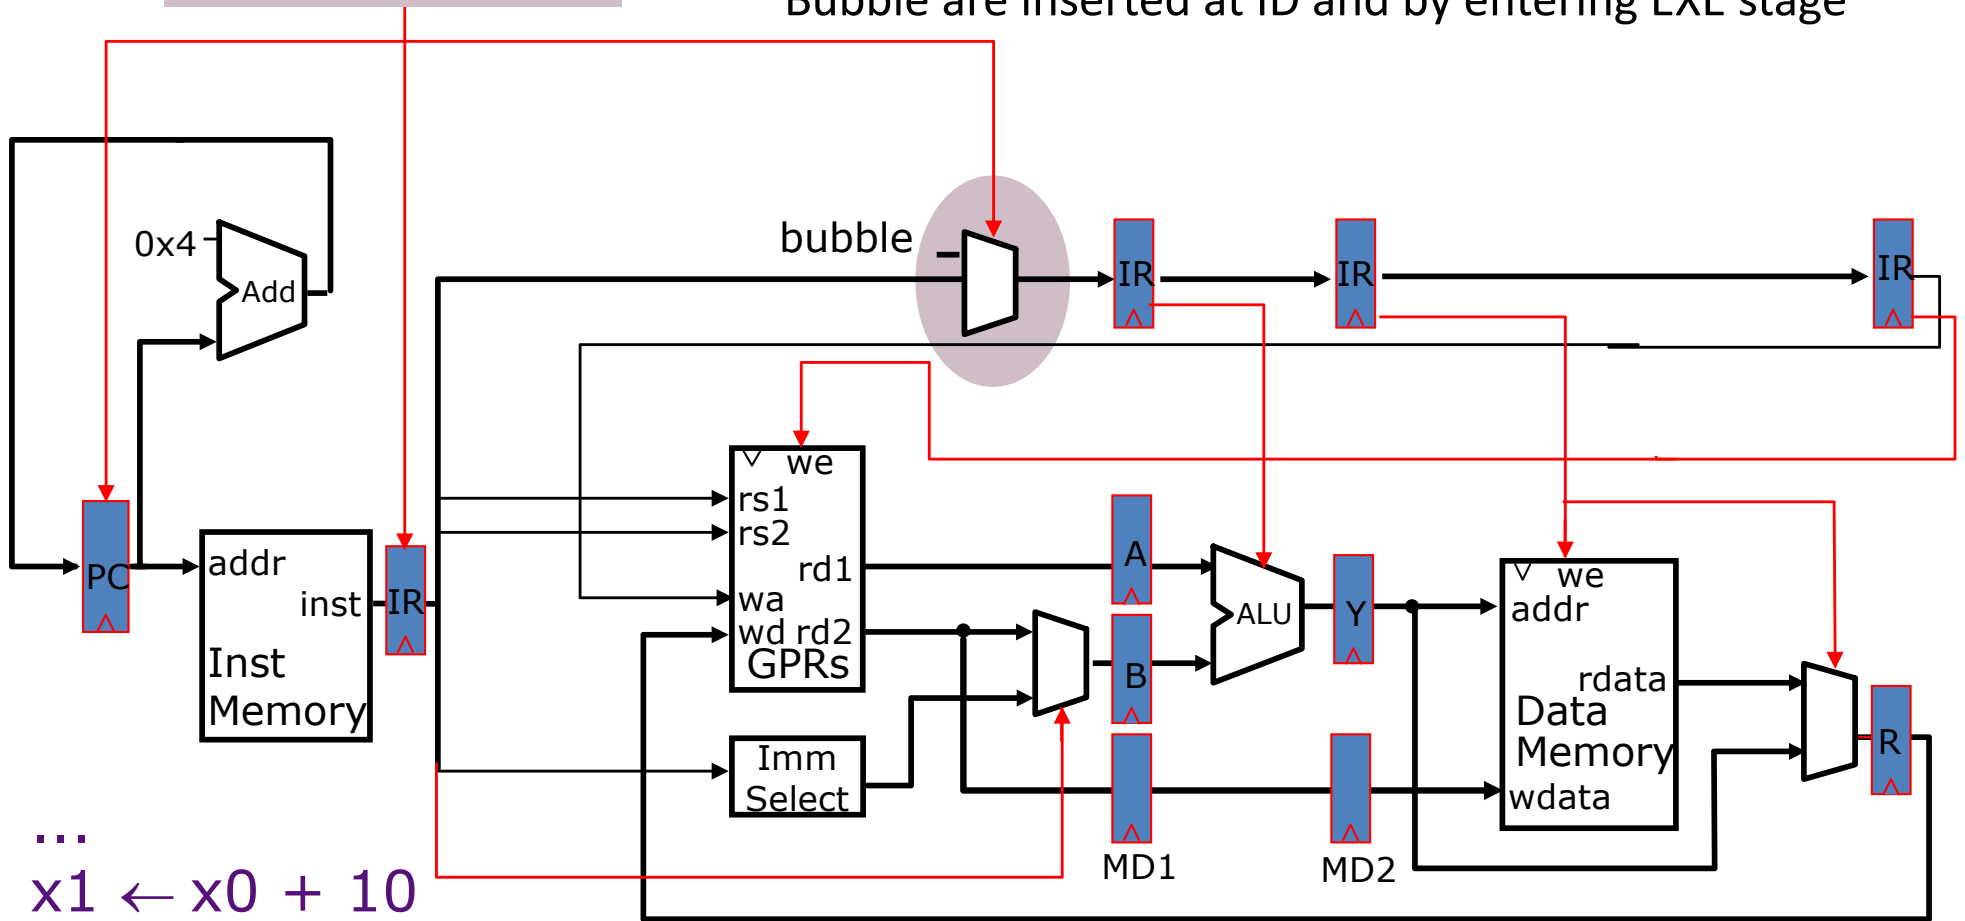 Bubble are inserted at ID and by entering EXE stage
bubble
0x4
Add
IR
IR
IR
we
rs1
rs2
rd1
wa
wd rd2
GPRs
PC
addr
inst
Inst
Memory
IR
A
B
ALU
Y
we
addr
rdata
Data
Memory
wdata
R
Imm
Select
MD1
MD2
...
x1 ← x0 + 10